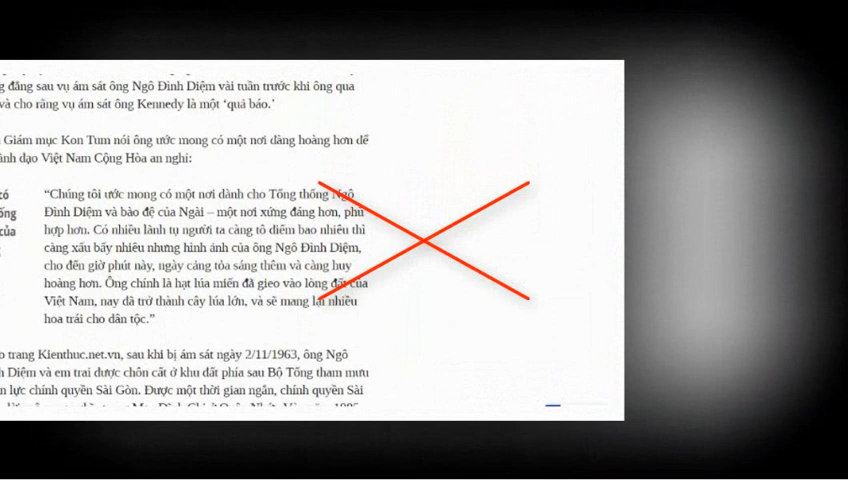 đằng sau vụ ám sát ông Ngô Đình Diệm vài tuần trước khi ông qua
và cho rằng vụ ám sát ông Kennedy là một ‘quả báo.’
Giám mục Kon Tum nói ông ước mong có một nơi đàng hoàng hơn để
lãnh đạo Việt Nam Cộng Hòa an nghỉ:
có
“Chúng tôi ước mong có một nơi dành cho Tổng thống Ngô
Đình Diệm và bào đệ của Ngài – một nơi xứng đáng hơn, phù
hợp hơn. Có nhiều lãnh tụ người ta càng tô điểm bao nhiêu thì
của
càng xấu bấy nhiêu nhưng hình ảnh của ông Ngô Đình Diệm,
cho đến giờ phút này, ngày càng tỏa sáng thêm và càng huy
hoàng hơn. Ông chính là hạt lúa miến đã gieo vào lòng đất của
Việt Nam, nay đã trở thành cây lúa lớn, và sẽ mang lại nhiều
hoa trái cho dân tộc.”
trang Kienthuc.net.vn, sau khi bị ám sát ngày 2/11/1963, ông Ngô
Diệm và em trai được chôn cất ở khu đất phía sau Bộ Tổng tham mưu
lực chính quyền Sài Gòn. Được một thời gian ngắn, chính quyền Sài